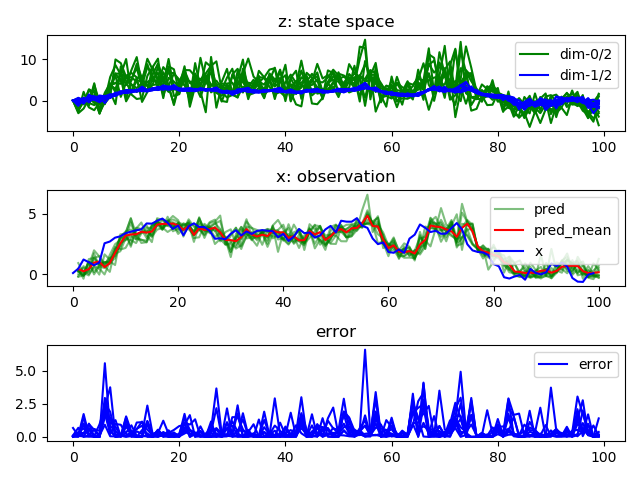 z: state space
10
0
dim-0/2
dim-1/2
0 20 40 60 80 100
x: observation
5
0
pred
pred_mean
x
0 20 40 60 80 100
error
5.0
2.5
0.0
error
0 20 40 60 80 100